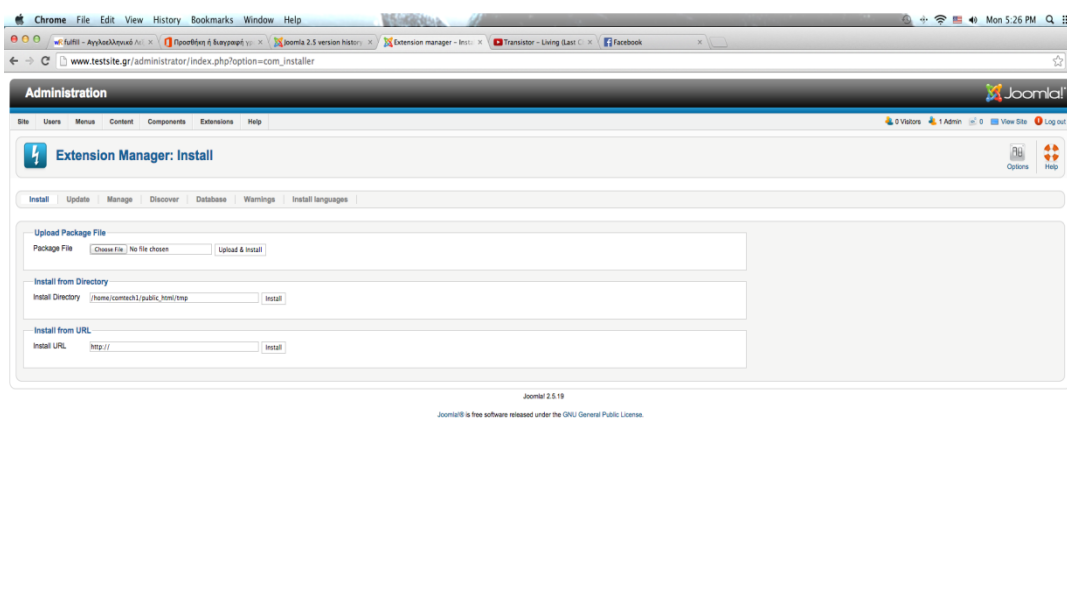 Chrome File Edit View History Bookmarks Window Help Mon 5:26 PM
fulfill – Αγγλοελληνικό Λεξ Προσθήκη ή διαγραφή γρ Joomla 2.5 version history Extension manager – Insta Transistor – Living (Last C Facebook
www.testsite.gr/administrator/index.php?option=com_installer
Administration Joomla!
Site Users Menus Content Components Extensions Help 0 Visitors 1 Admin 0 View Site Log out
Extension Manager: Install Options Help
Install Update Manage Discover Database Warnings Install languages
Upload Package File
Package File Choose File No file chosen Upload & Install
Install from Directory
Install Directory /home/comtech1/public_html/tmp Install
Install from URL
Install URL http:// Install
Joomla! 2.5.19
Joomla!® is free software released under the GNU General Public License.